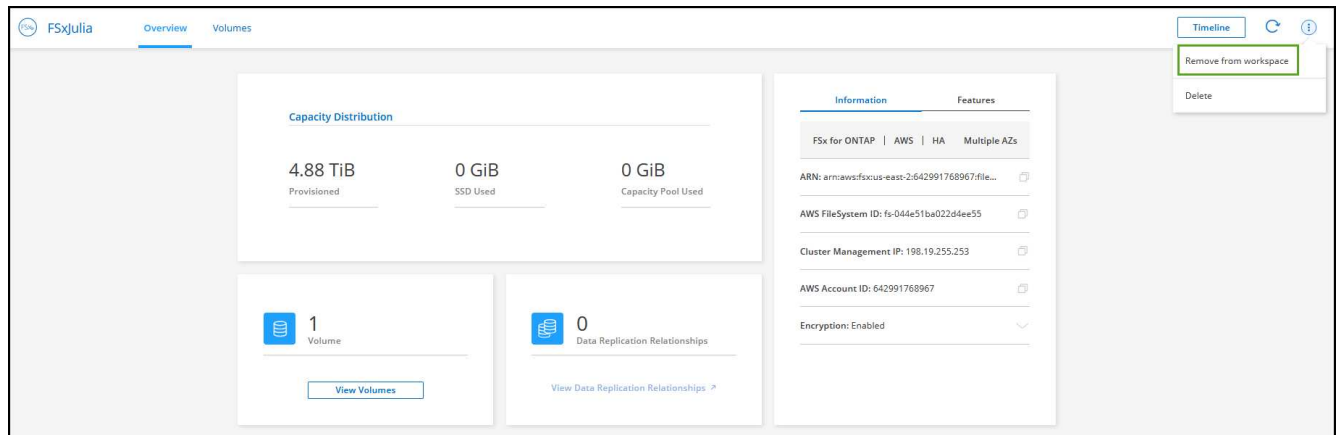 FSx FSxJulia Overview Volumes Timeline
Remove from workspace
Delete
Capacity Distribution
4.88 TiB 0 GiB 0 GiB
Provisioned SSD Used Capacity Pool Used
Information Features
FSx for ONTAP | AWS | HA Multiple AZs
ARN: arn:aws:fsx:us-east-2:642991768967:file...
AWS FileSystem ID: fs-044e51ba022d4ee55
Cluster Management IP: 198.19.255.253
AWS Account ID: 642991768967
Encryption: Enabled
1
Volume
View Volumes
0
Data Replication Relationships
View Data Replication Relationships